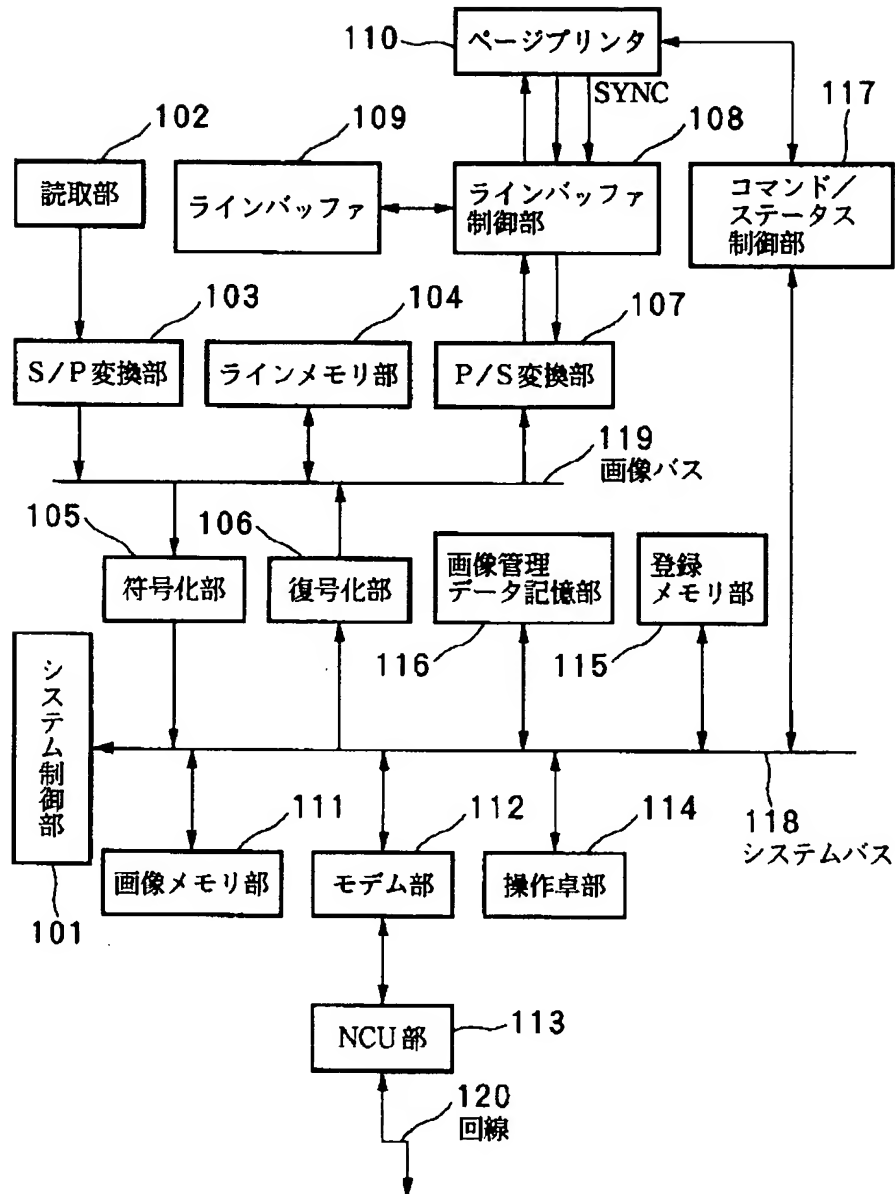 110
ページプリンタ
SYNC
117
102
109
108
読取部
ラインバッファ
ラインバッファ
制御部
コマンド／
ステータス
制御部
103
104
107
S／P変換部
ラインメモリ部
P／S変換部
119
画像バス
105
106
符号化部
復号化部
画像管理
データ記憶部
登録
メモリ部
116
115
システム制御部
101
111
112
114
118
システムバス
画像メモリ部
モデム部
操作卓部
NCU部
113
120
回線